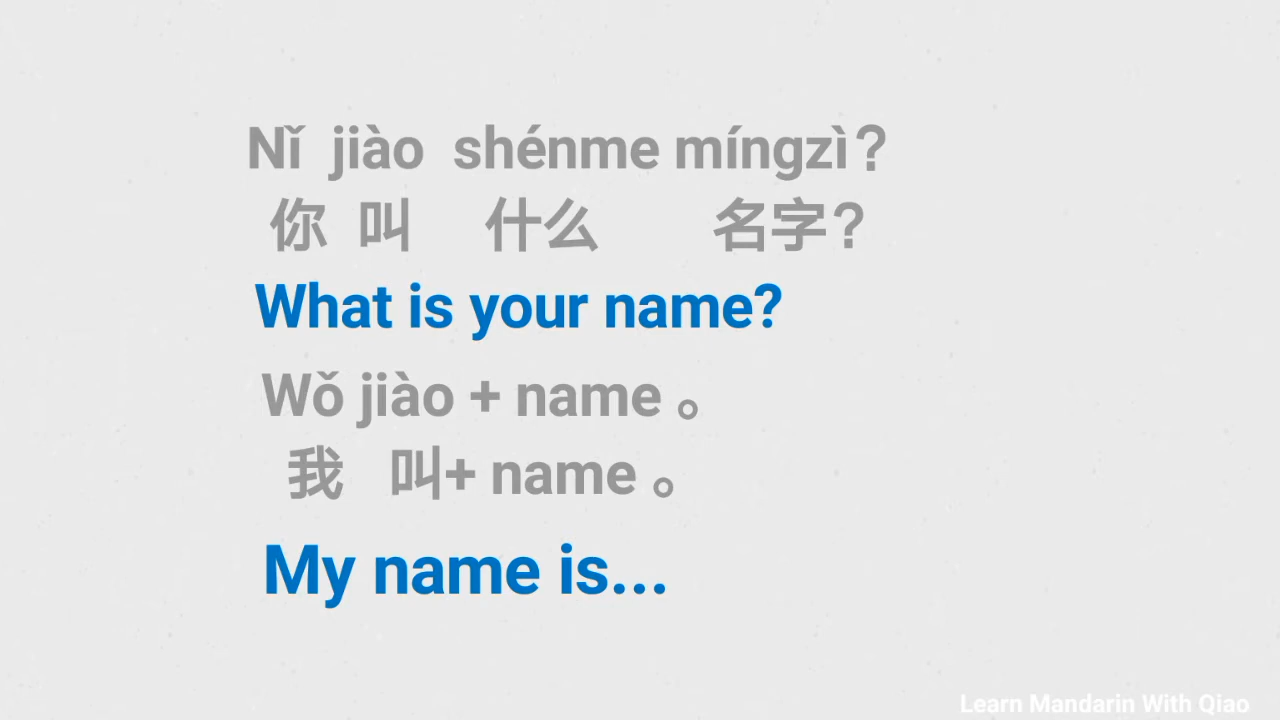 Nǐ jiào shénme míngzì？
你 叫 什么 名字？
What is your name?
Wǒ jiào + name 。
我 叫+ name 。
My name is...
Learn Mandarin With Qiao